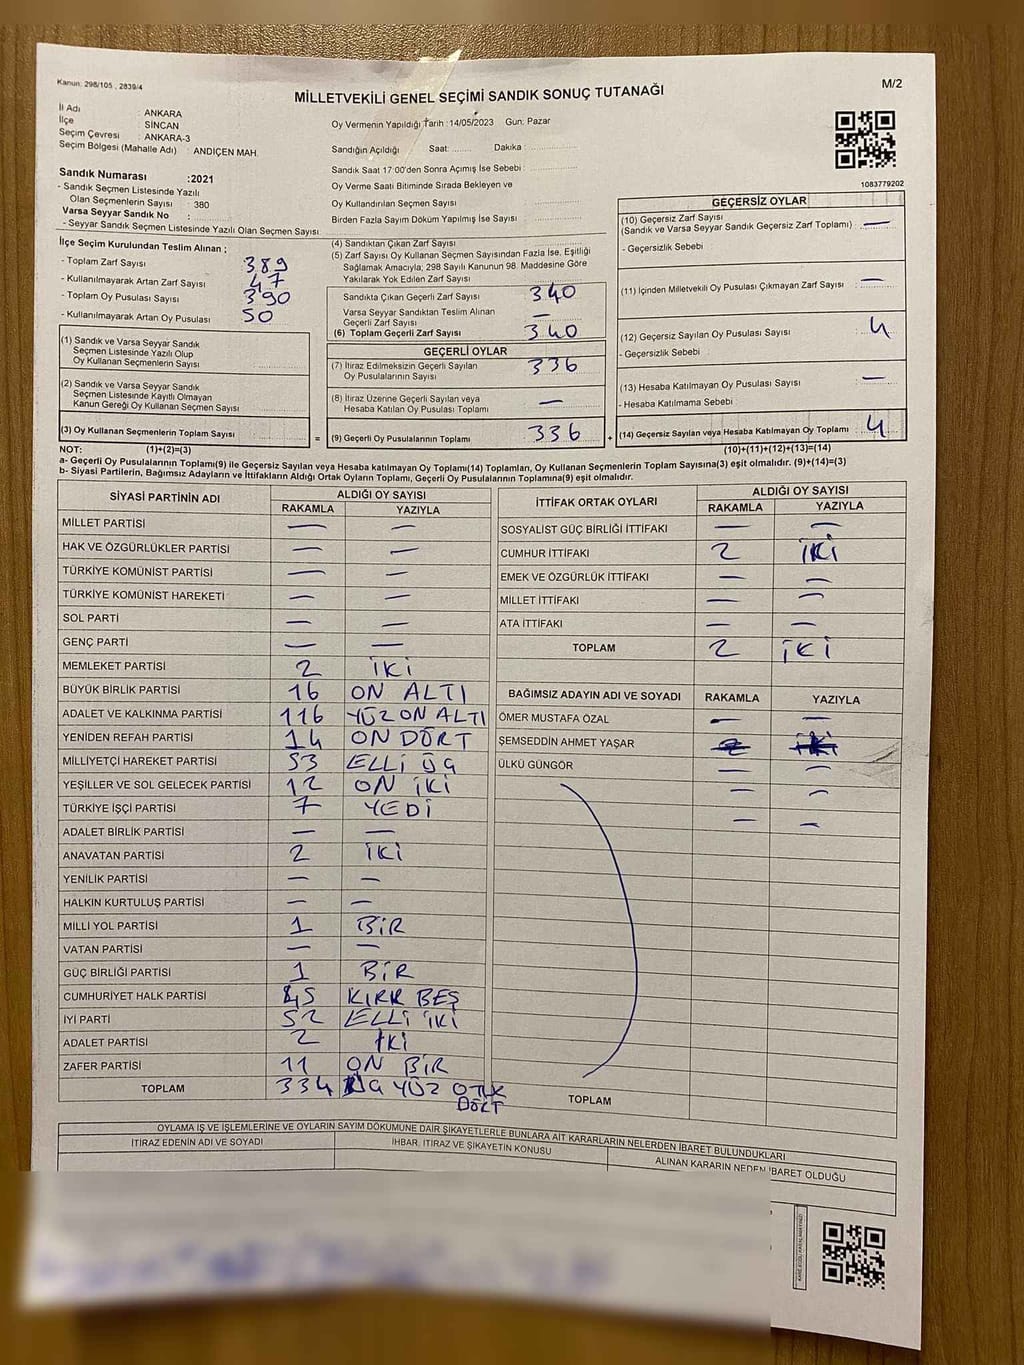 Kanun: 298/105 , 2839/4
M/2
MİLLETVEKİLİ GENEL SEÇİMİ SANDIK SONUÇ TUTANAĞI
İl Adı : ANKARA
İlçe : SİNCAN
Seçim Çevresi : ANKARA-3
Seçim Bölgesi (Mahalle Adı) : ANDİÇEN MAH.
Sandık Numarası :2021
- Sandık Seçmen Listesinde Yazılı
Olan Seçmenlerin Sayısı : 380
Varsa Seyyar Sandık No :
- Seyyar Sandık Seçmen Listesinde Yazılı Olan Seçmen Sayısı
Oy Vermenin Yapıldığı Tarih : 14/05/2023 Gün: Pazar
Sandığın Açıldığı Saat: ........ Dakika : ........
Sandık Saat 17:00'den Sonra Açımış İse Sebebi :
Oy Verme Saati Bitiminde Sırada Bekleyen ve
Oy Kullandırılan Seçmen Sayısı :
Birden Fazla Sayım Döküm Yapılmış İse Sayısı :
1083779202
İlçe Seçim Kurulundan Teslim Alınan :
- Toplam Zarf Sayısı 389
- Kullanılmayarak Artan Zarf Sayısı 47
- Toplam Oy Pusulası Sayısı 390
- Kullanılmayarak Artan Oy Pusulası 50
(1) Sandık ve Varsa Seyyar Sandık
Seçmen Listesinde Yazılı Olup
Oy Kullanan Seçmenlerin Sayısı
(2) Sandık ve Varsa Seyyar Sandık
Seçmen Listesinde Kayıtlı Olmayan
Kanun Gereği Oy Kullanan Seçmen Sayısı
(3) Oy Kullanan Seçmenlerin Toplam Sayısı
(4) Sandıktan Çıkan Zarf Sayısı
(5) Zarf Sayısı Oy Kullanan Seçmen Sayısından Fazla İse, Eşitliği
Sağlamak Amacıyla, 298 Sayılı Kanunun 98. Maddesine Göre
Yakılarak Yok Edilen Zarf Sayısı
Sandıkta Çıkan Geçerli Zarf Sayısı 340
Varsa Seyyar Sandıktan Teslim Alınan
Geçerli Zarf Sayısı —
(6) Toplam Geçerli Zarf Sayısı 340
GEÇERLİ OYLAR
(7) İtiraz Edilmeksizin Geçerli Sayılan
Oy Pusulalarının Sayısı 336
(8) İtiraz Üzerine Geçerli Sayılan veya
Hesaba Katılan Oy Pusulası Toplamı —
= (9) Geçerli Oy Pusulalarının Toplamı 336 +
GEÇERSİZ OYLAR
(10) Geçersiz Zarf Sayısı
(Sandık ve Varsa Seyyar Sandık Geçersiz Zarf Toplamı) : —
- Geçersizlik Sebebi
(11) İçinden Milletvekili Oy Pusulası Çıkmayan Zarf Sayısı : —
(12) Geçersiz Sayılan Oy Pusulası Sayısı : 4
- Geçersizlik Sebebi :
(13) Hesaba Katılmayan Oy Pusulası Sayısı : —
- Hesaba Katılmama Sebebi :
(14) Geçersiz Sayılan veya Hesaba Katılmayan Oy Toplamı : 4
NOT: (1)+(2)=(3) (10)+(11)+(12)+(13)=(14)
a- Geçerli Oy Pusulalarının Toplamı(9) ile Geçersiz Sayılan veya Hesaba katılmayan Oy Toplamı(14) Toplamları, Oy Kullanan Seçmenlerin Toplam Sayısına(3) eşit olmalıdır. (9)+(14)=(3)
b- Siyasi Partilerin, Bağımsız Adayların ve İttifakların Aldığı Ortak Oyların Toplamı, Geçerli Oy Pusulalarının Toplamına(9) eşit olmalıdır.
SİYASİ PARTİNİN ADI ALDIĞI OY SAYISI
RAKAMLA YAZIYLA
MİLLET PARTİSİ — —
HAK VE ÖZGÜRLÜKLER PARTİSİ — —
TÜRKİYE KOMÜNİST PARTİSİ — —
TÜRKİYE KOMÜNİST HAREKETİ — —
SOL PARTİ — —
GENÇ PARTİ — —
MEMLEKET PARTİSİ 2 İKİ
BÜYÜK BİRLİK PARTİSİ 16 ON ALTI
ADALET VE KALKINMA PARTİSİ 116 YÜZ ON ALTI
YENİDEN REFAH PARTİSİ 14 ON DÖRT
MİLLİYETÇİ HAREKET PARTİSİ 53 ELLİ ÜÇ
YEŞİLLER VE SOL GELECEK PARTİSİ 12 ON İKİ
TÜRKİYE İŞÇİ PARTİSİ 7 YEDİ
ADALET BİRLİK PARTİSİ — —
ANAVATAN PARTİSİ 2 İKİ
YENİLİK PARTİSİ — —
HALKIN KURTULUŞ PARTİSİ — —
MİLLİ YOL PARTİSİ 1 BİR
VATAN PARTİSİ — —
GÜÇ BİRLİĞİ PARTİSİ 1 BİR
CUMHURİYET HALK PARTİSİ 45 KIRK BEŞ
İYİ PARTİ 52 ELLİ İKİ
ADALET PARTİSİ 2 İKİ
ZAFER PARTİSİ 11 ON BİR
TOPLAM 334 ÜÇ YÜZ OTUZ
DÖRT
İTTİFAK ORTAK OYLARI ALDIĞI OY SAYISI
RAKAMLA YAZIYLA
SOSYALİST GÜÇ BİRLİĞİ İTTİFAKI — —
CUMHUR İTTİFAKI 2 İKİ
EMEK VE ÖZGÜRLÜK İTTİFAKI — —
MİLLET İTTİFAKI — —
ATA İTTİFAKI — —
TOPLAM 2 İKİ
BAĞIMSIZ ADAYIN ADI VE SOYADI RAKAMLA YAZIYLA
ÖMER MUSTAFA ÖZAL — —
ŞEMSEDDİN AHMET YAŞAR
ÜLKÜ GÜNGÖR — —
— —
— —
TOPLAM
OYLAMA İŞ VE İŞLEMLERİNE VE OYLARIN SAYIM DÖKÜMÜNE DAİR ŞİKAYETLERLE BUNLARA AİT KARARLARIN NELERDEN İBARET BULUNDUKLARI
İTİRAZ EDENİN ADI VE SOYADI İHBAR, İTİRAZ VE ŞİKAYETİN KONUSU ALINAN KARARIN NEDEN İBARET OLDUĞU